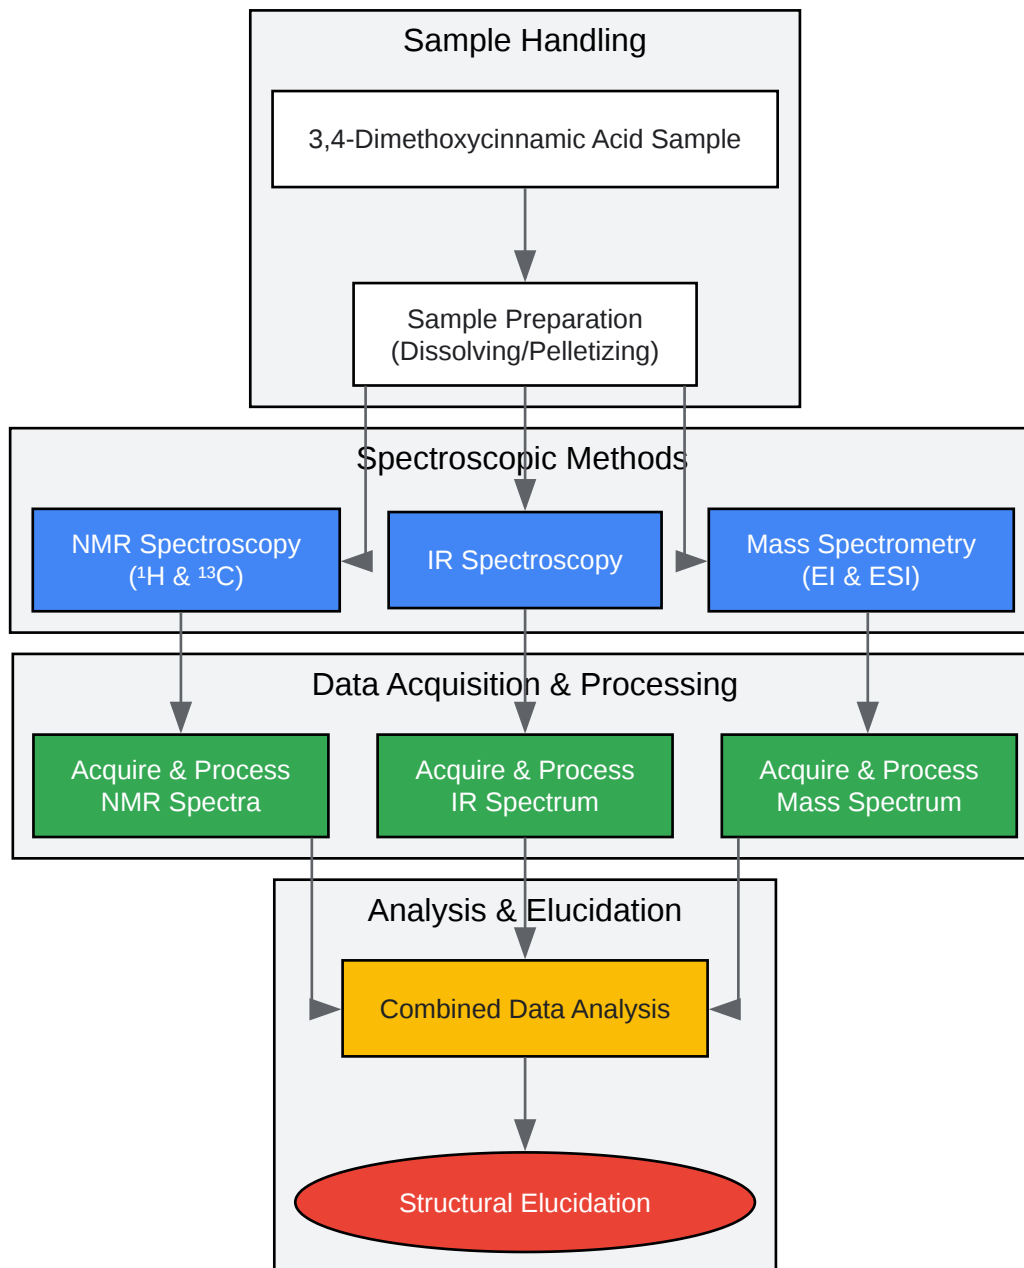 Sample Handling
3,4-Dimethoxycinnamic Acid Sample
Sample Preparation
(Dissolving/Pelletizing)
Spectroscopic Methods
NMR Spectroscopy
(¹H & ¹³C)
IR Spectroscopy
Mass Spectrometry
(EI & ESI)
Data Acquisition & Processing
Acquire & Process
NMR Spectra
Acquire & Process
IR Spectrum
Acquire & Process
Mass Spectrum
Analysis & Elucidation
Combined Data Analysis
Structural Elucidation